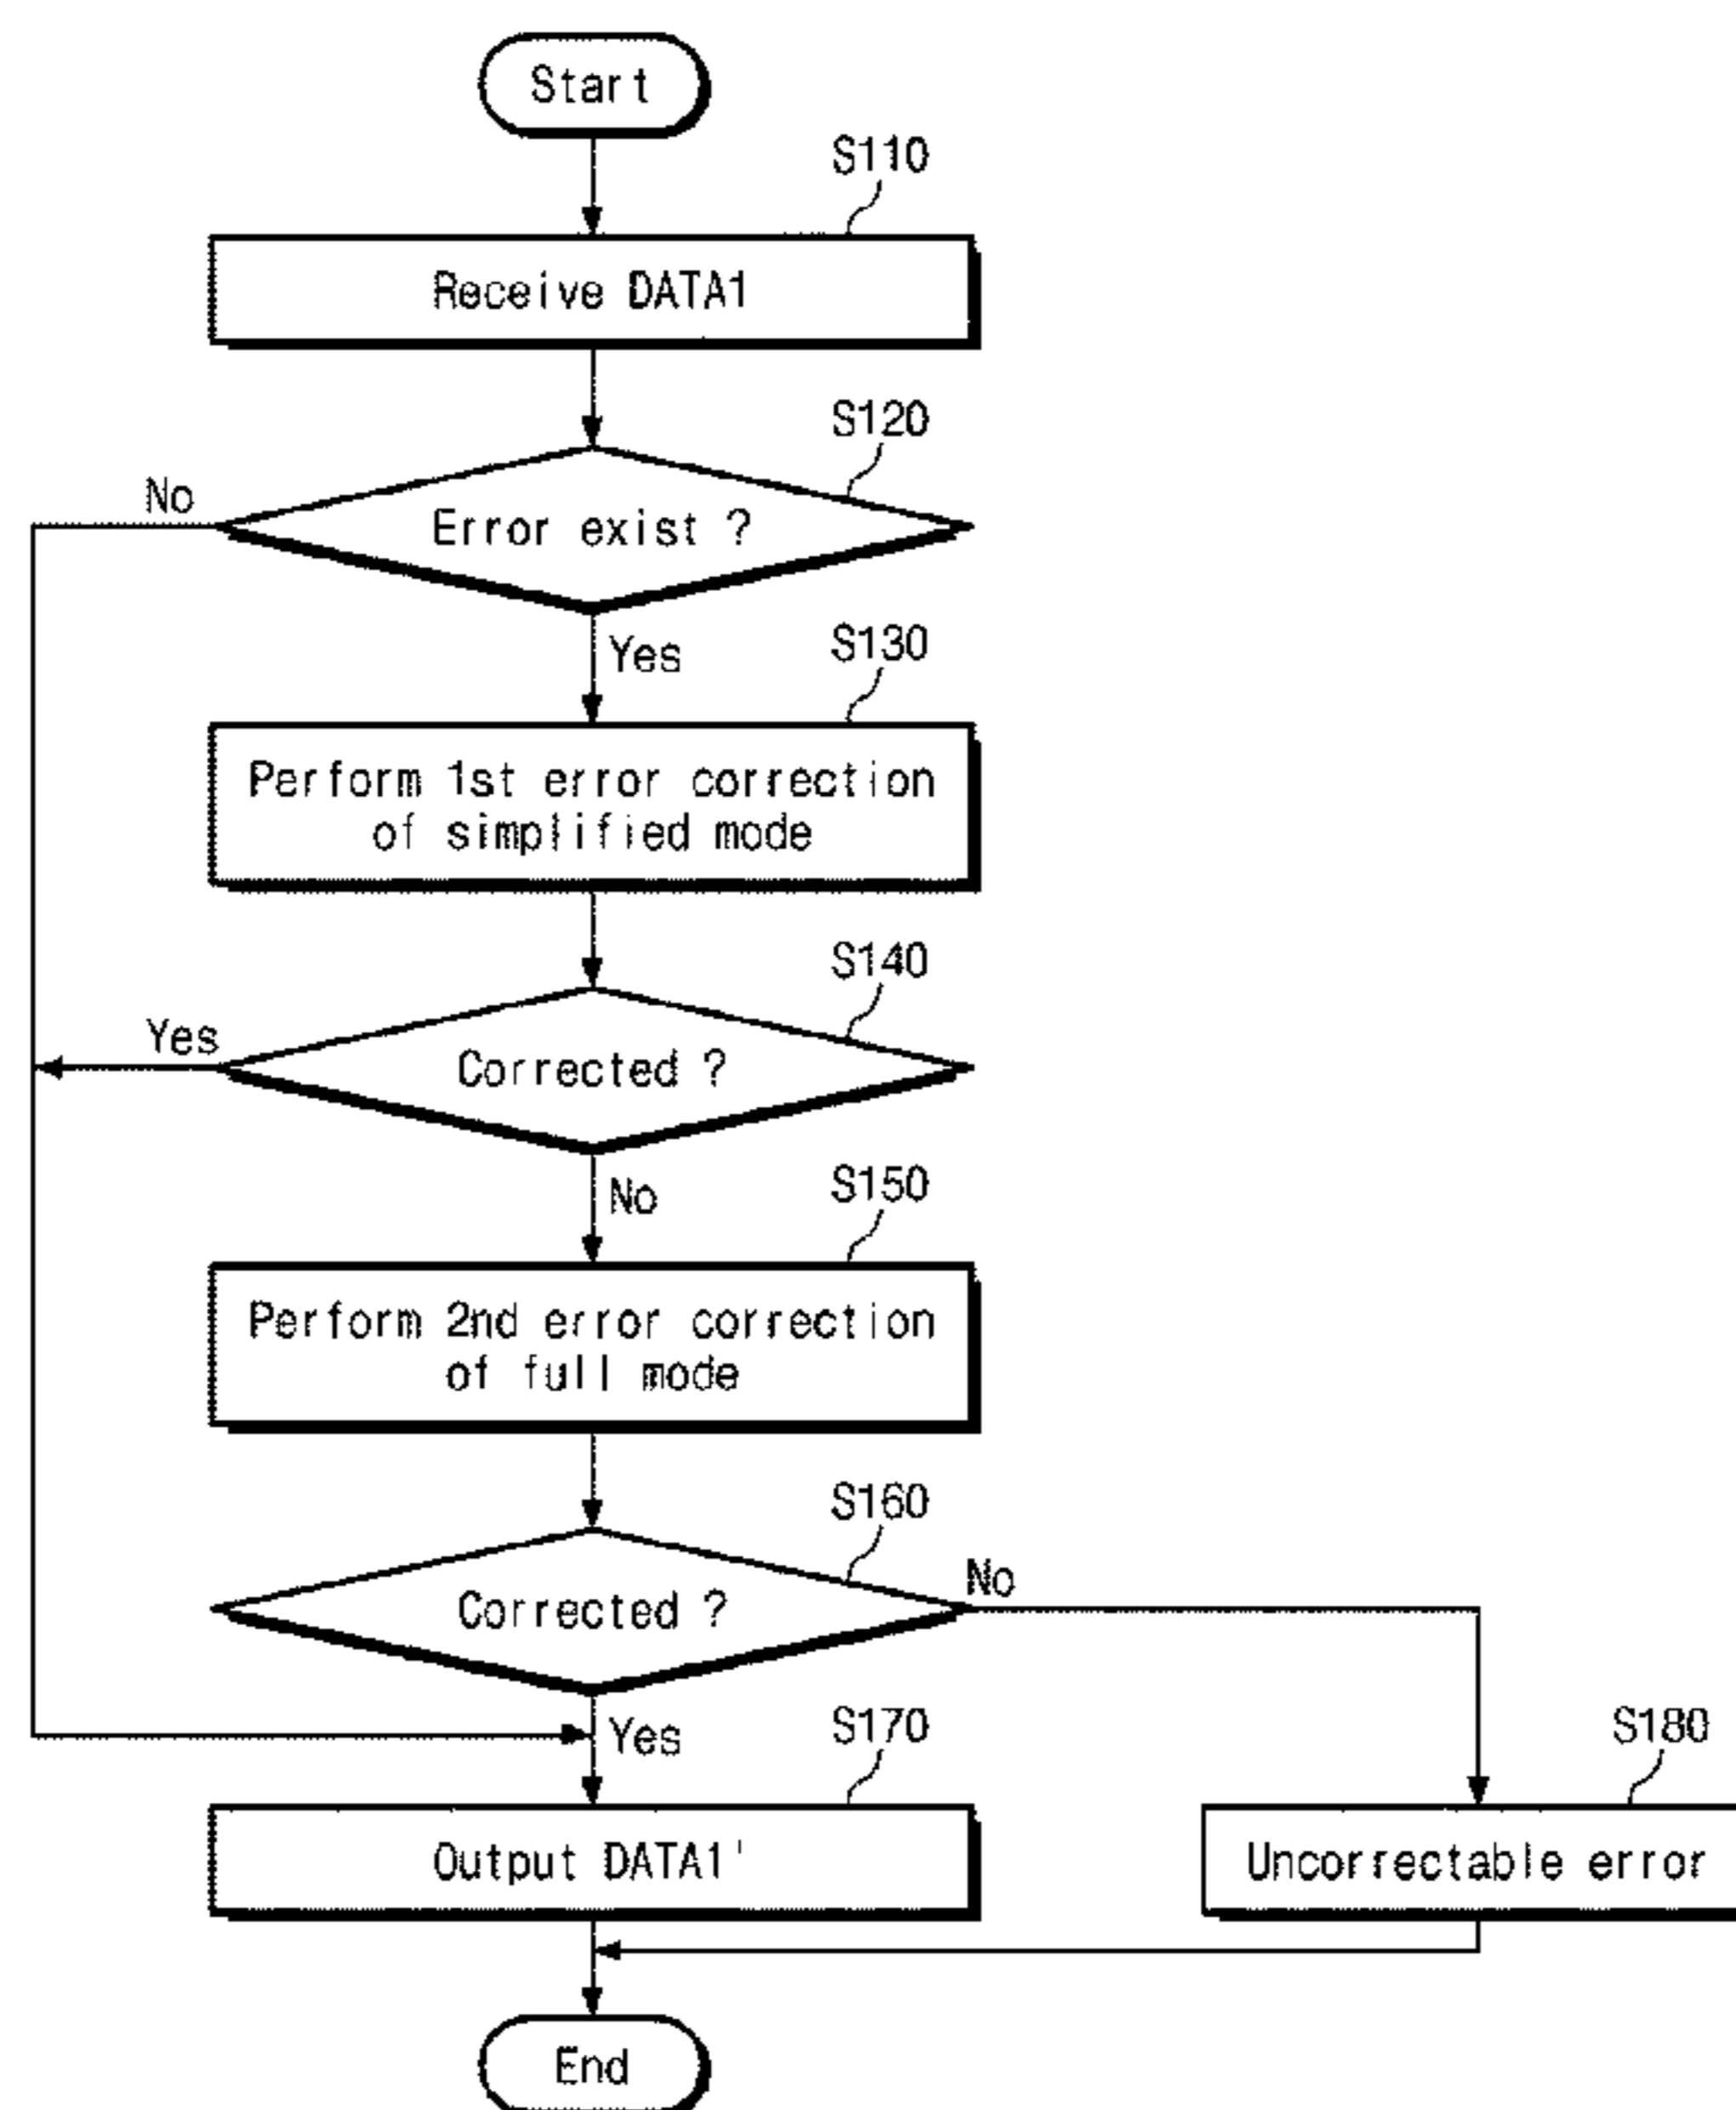 Start
S110
Receive DATA1
S120
No
Error exist ?
Yes
S130
Perform 1st error correction
of simplified mode
S140
Yes
Corrected ?
No
S150
Perform 2nd error correction
of full mode
S160
No
Corrected ?
Yes
S170
S180
Output DATA1'
Uncorrectable error
End